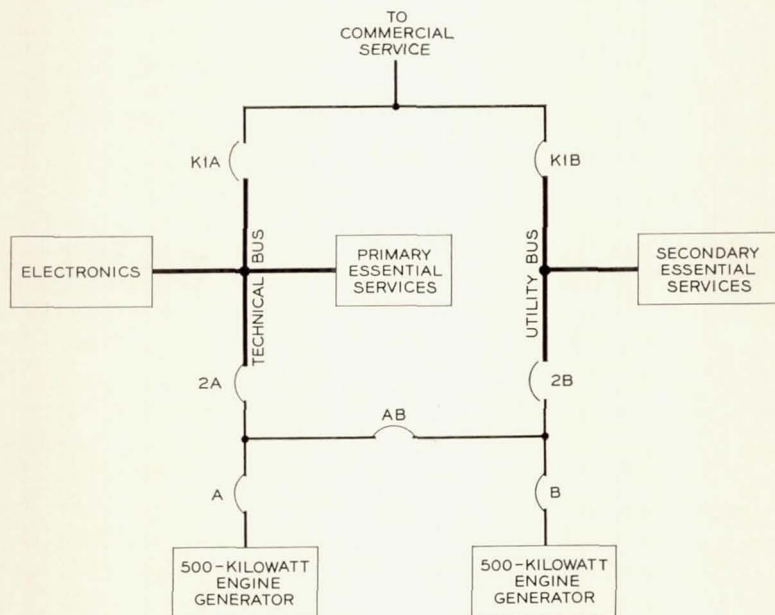 TO
COMMERCIAL
SERVICE
K1A
K1B
ELECTRONICS
TECHNICAL BUS
PRIMARY
ESSENTIAL
SERVICES
UTILITY BUS
SECONDARY
ESSENTIAL
SERVICES
2A
2B
AB
A
B
500-KILOWATT
ENGINE
GENERATOR
500-KILOWATT
ENGINE
GENERATOR